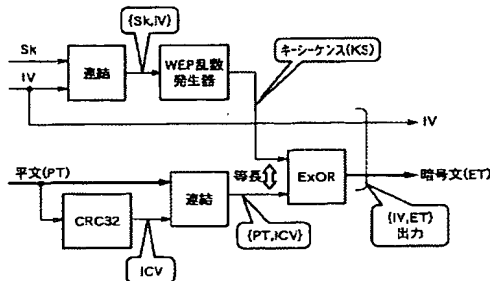 {Sk,IV}
キーシーケンス(KS)
Sk
IV
連結
WEP乱数
発生器
IV
平文(PT)
等長
ExOR
暗号文(ET)
連結
CRC32
{PT,ICV}
{IV,ET}
出力
ICV